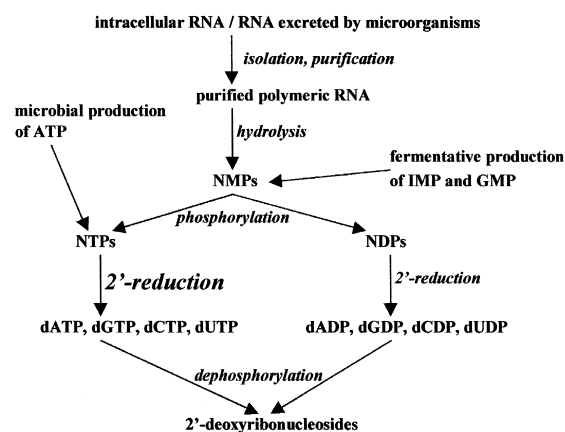 intracellular RNA / RNA excreted by microorganisms
isolation, purification
purified polymeric RNA
microbial production
of ATP
hydrolysis
fermentative production
of IMP and GMP
NMPs
phosphorylation
NTPs
NDPs
2'-reduction
2'-reduction
dATP, dGTP, dCTP, dUTP
dADP, dGDP, dCDP, dUDP
dephosphorylation
2'-deoxyribonucleosides